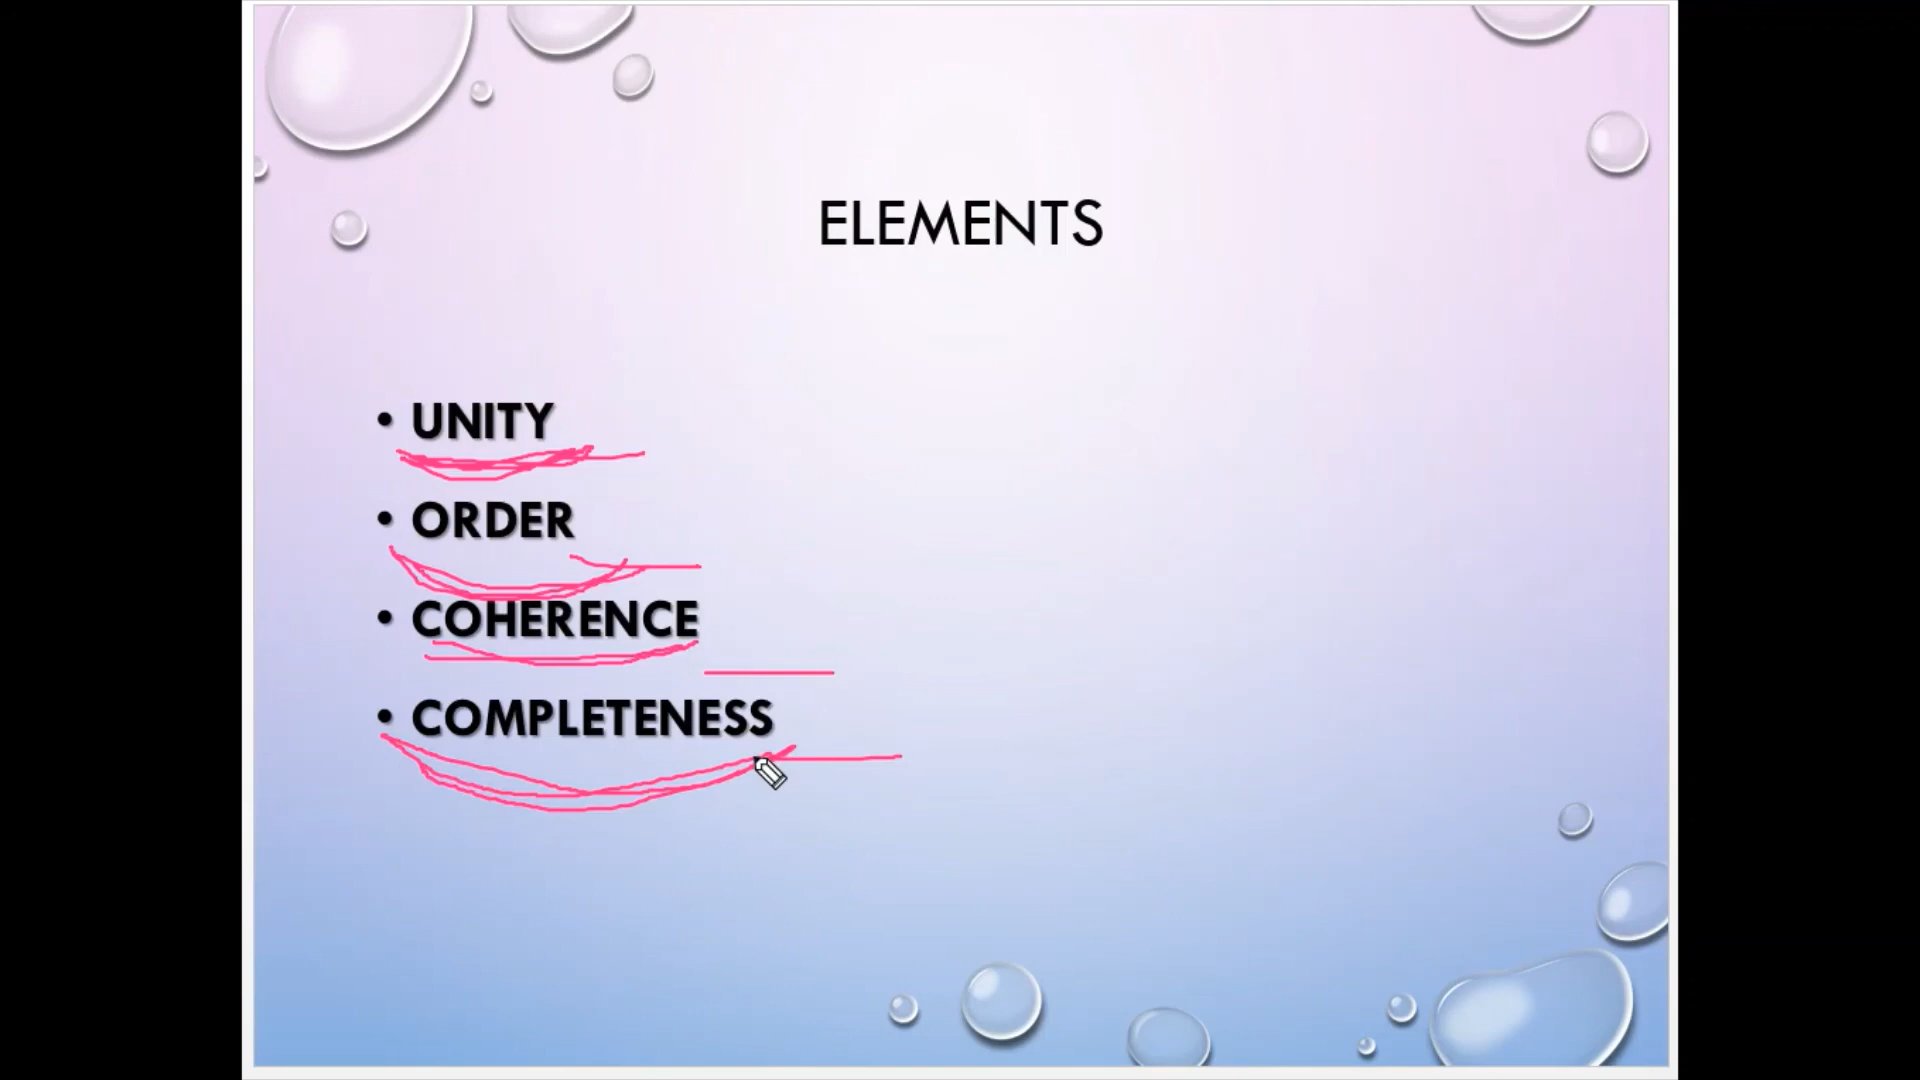 ELEMENTS
• UNITY
• ORDER
• COHERENCE
• COMPLETENESS